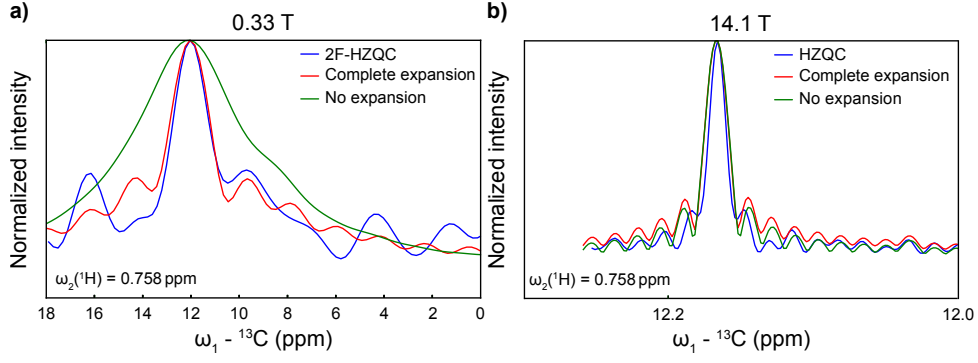 a)
0.33 T
Normalized intensity
2F-HZQC
Complete expansion
No expansion
ω₂(¹H) = 0.758 ppm
18 16 14 12 10 8 6 4 2 0
ω₁ - ¹³C (ppm)
b)
14.1 T
Normalized intensity
HZQC
Complete expansion
No expansion
ω₂(¹H) = 0.758 ppm
12.2 12.0
ω₁ - ¹³C (ppm)